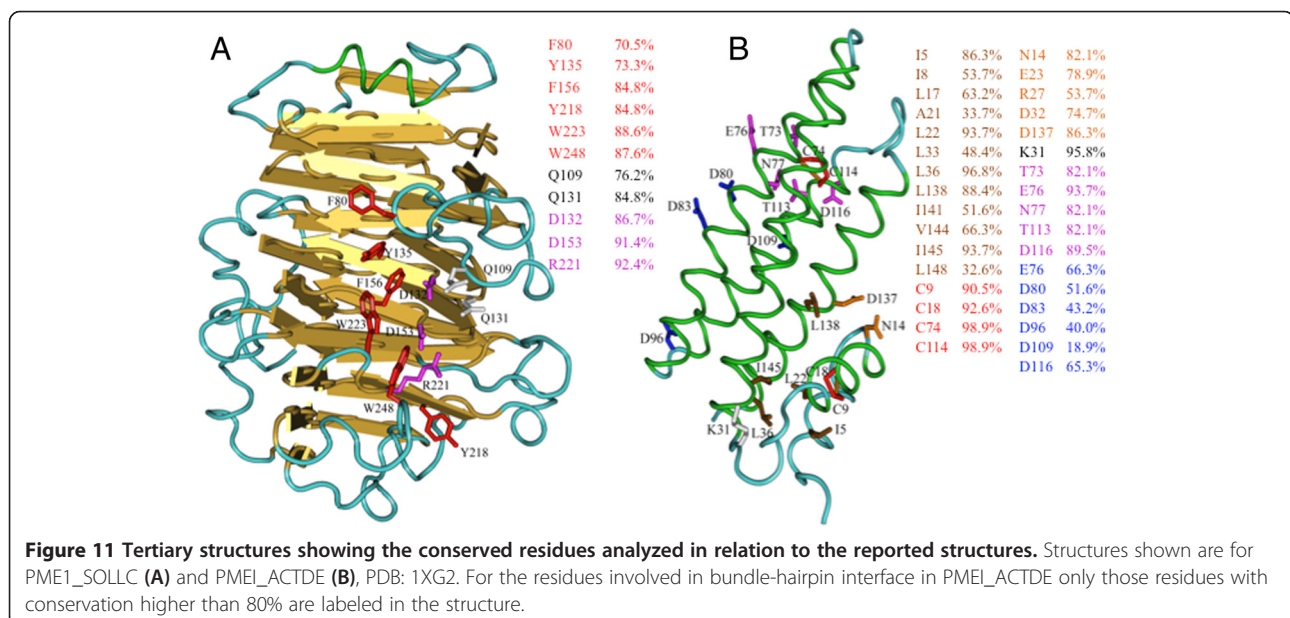 A
F80 70.5%
Y135 73.3%
F156 84.8%
Y218 84.8%
W223 88.6%
W248 87.6%
Q109 76.2%
Q131 84.8%
D132 86.7%
D153 91.4%
R221 92.4%
F80
Y135
F156
D132
Q109
Q131
W223
D153
R221
W248
Y218
B
E76
T73
C74
N77
C114
D80
T113
D116
D83
D109
D137
L138
N14
D96
I145
L22
C18
C9
K31
L36
I5
I5 86.3% N14 82.1%
I8 53.7% E23 78.9%
L17 63.2% R27 53.7%
A21 33.7% D32 74.7%
L22 93.7% D137 86.3%
L33 48.4% K31 95.8%
L36 96.8% T73 82.1%
L138 88.4% E76 93.7%
I141 51.6% N77 82.1%
V144 66.3% T113 82.1%
I145 93.7% D116 89.5%
L148 32.6% E76 66.3%
C9 90.5% D80 51.6%
C18 92.6% D83 43.2%
C74 98.9% D96 40.0%
C114 98.9% D109 18.9%
D116 65.3%
Figure 11 Tertiary structures showing the conserved residues analyzed in relation to the reported structures. Structures shown are for
PME1_SOLLC (A) and PMEI_ACTDE (B), PDB: 1XG2. For the residues involved in bundle-hairpin interface in PMEI_ACTDE only those residues with
conservation higher than 80% are labeled in the structure.